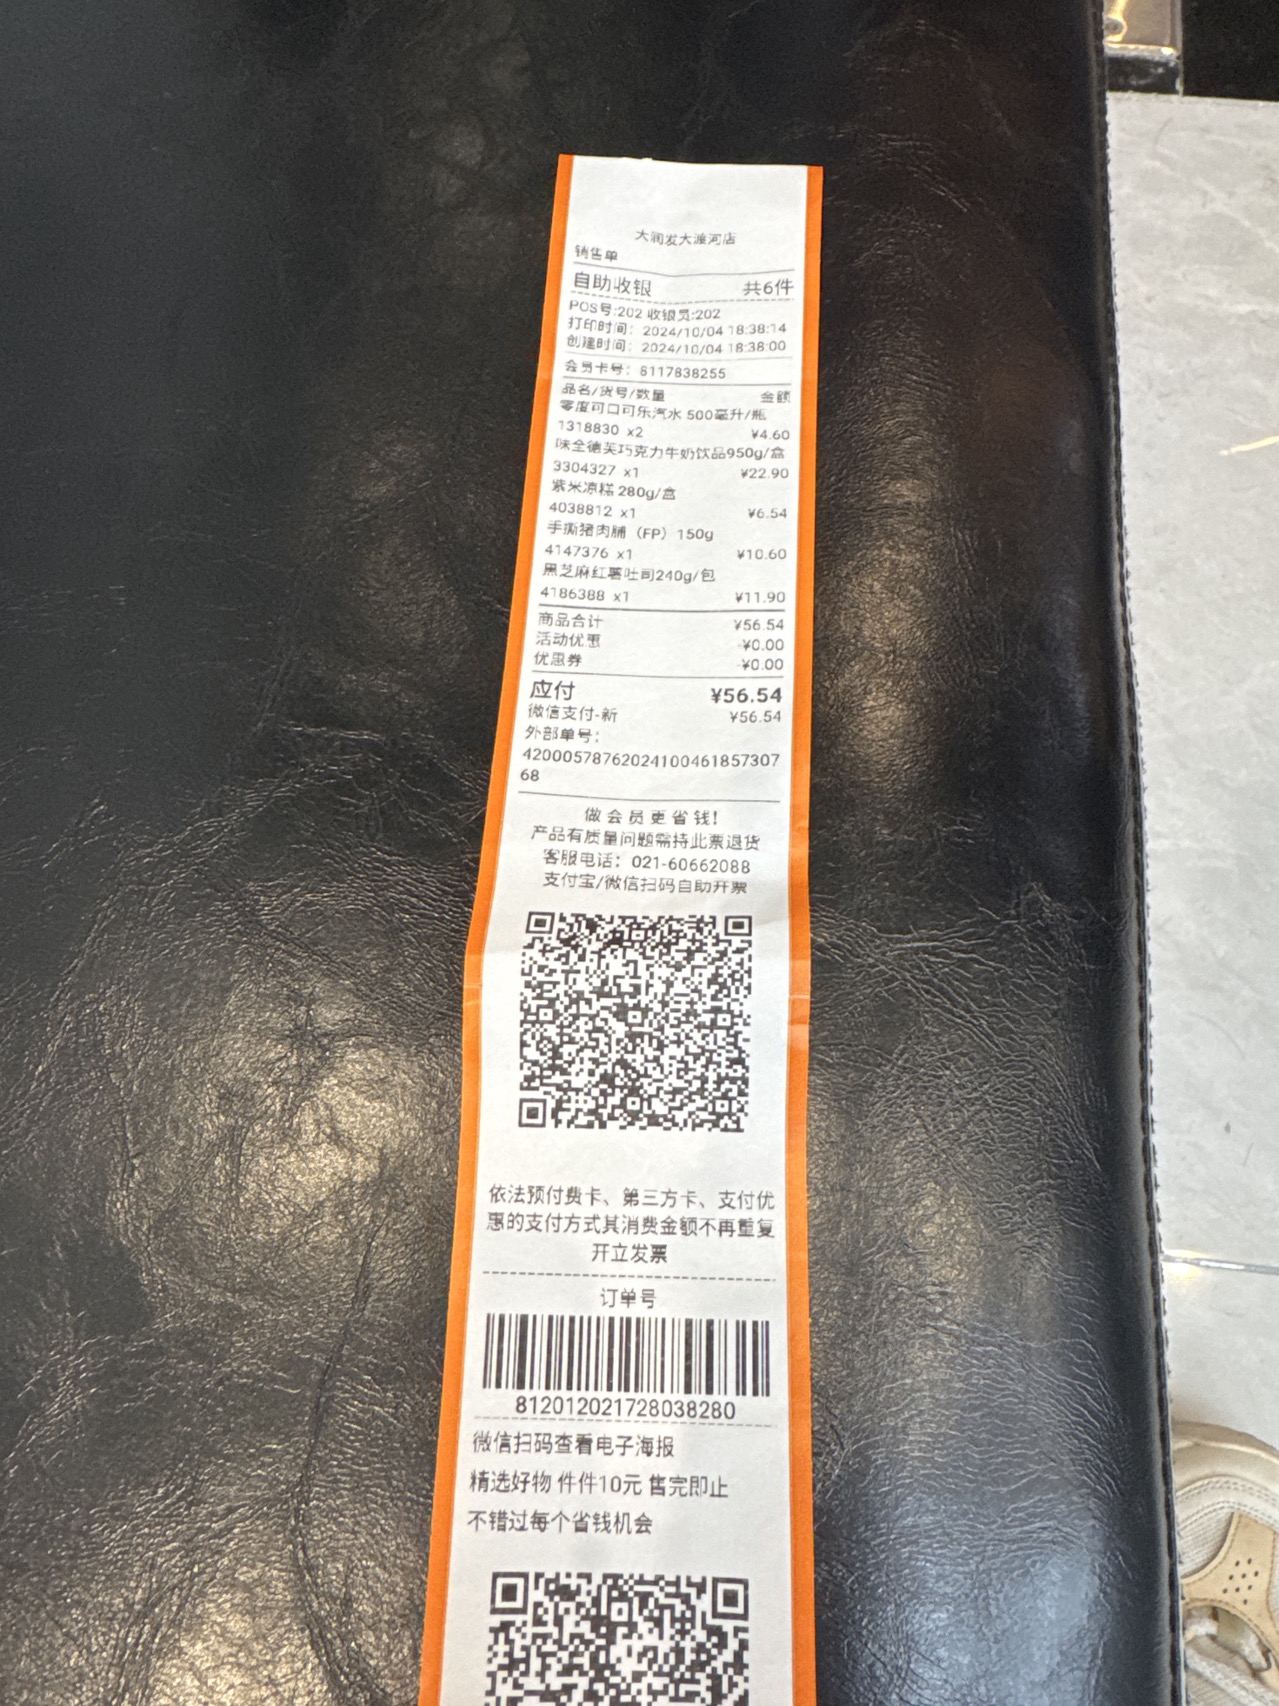 大润发大渡河店
销售单
自助收银 共6件
POS号:202 收银员:202
打印时间: 2024/10/04 18:38:14
创建时间: 2024/10/04 18:38:00
会员卡号: 8117838255
品名/货号/数量 金额
零度可口可乐汽水 500毫升/瓶
1318830 x2 ¥4.60
味全德芙巧克力牛奶饮品950g/盒
3304327 x1 ¥22.90
紫米凉糕 280g/盒
4038812 x1 ¥6.54
手撕猪肉脯（FP）150g
4147376 x1 ¥10.60
黑芝麻红薯吐司240g/包
4186388 x1 ¥11.90
商品合计 ¥56.54
活动优惠 -¥0.00
优惠券 -¥0.00
应付 ¥56.54
微信支付-新 ¥56.54
外部单号:
42000578762024100461857307
68
做会员更省钱!
产品有质量问题需持此票退货
客服电话: 021-60662088
支付宝/微信扫码自助开票
依法预付费卡、第三方卡、支付优
惠的支付方式其消费金额不再重复
开立发票
订单号
812012021728038280
微信扫码查看电子海报
精选好物 件件10元 售完即止
不错过每个省钱机会